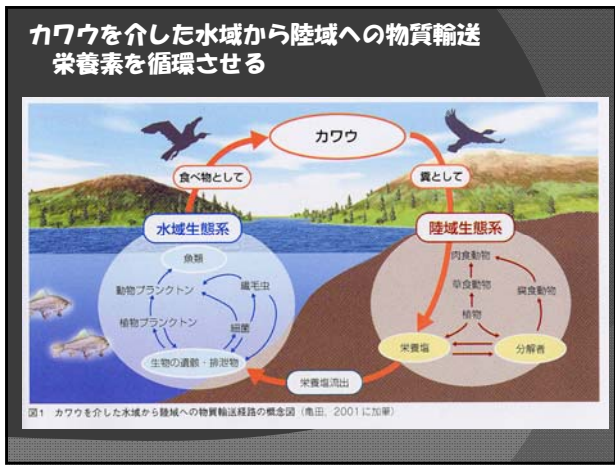 カワウを介した水域から陸域への物質輸送
栄養素を循環させる
カワウ
食べ物として
糞として
水域生態系
陸域生態系
魚類
動物プランクトン
繊毛虫
植物プランクトン
細菌
生物の遺骸・排泄物
肉食動物
草食動物
腐食動物
植物
栄養塩
分解者
栄養塩流出
図1 カワウを介した水域から陸域への物質輸送経路の概念図(亀田,2001に加筆)